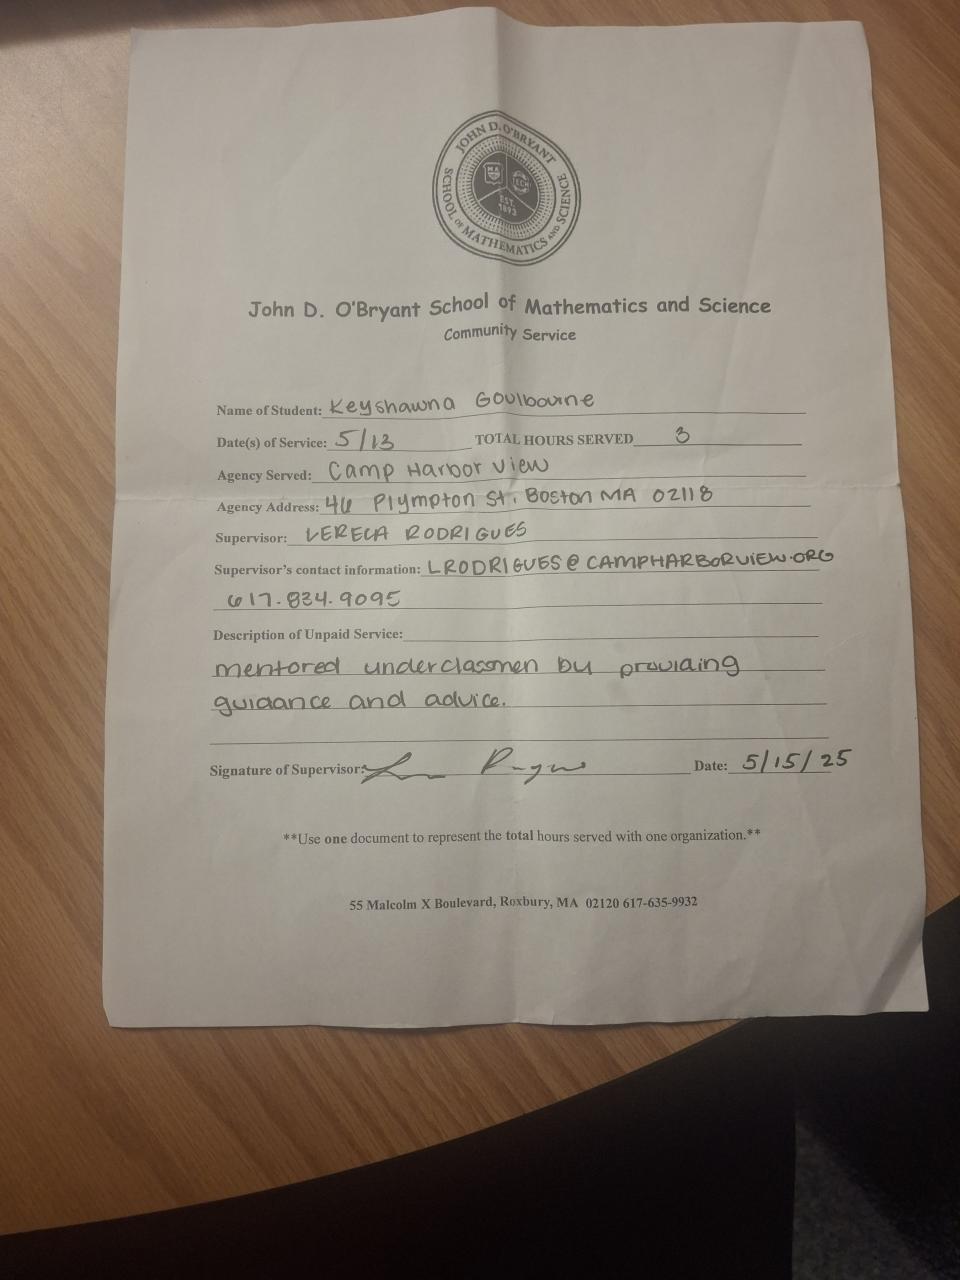 JOHN D. O'BRYANT
SCHOOL OF MATHEMATICS AND SCIENCE
EST.
1893
John D. O'Bryant School of Mathematics and Science
Community Service
Name of Student: Keyshawna Goulbourne
Date(s) of Service: 5/13 TOTAL HOURS SERVED 3
Agency Served: Camp Harbor View
Agency Address: 46 Plympton St. Boston MA 02118
Supervisor: RODRIGUES
Supervisor's contact information: LRODRIGUES@CAMPHARBORVIEW.ORG
617.834.9095
Description of Unpaid Service:
mentored underclassmen by providing
guidance and advice.
Signature of Supervisor: Date: 5/15/25
**Use one document to represent the total hours served with one organization.**
55 Malcolm X Boulevard, Roxbury, MA 02120 617-635-9932